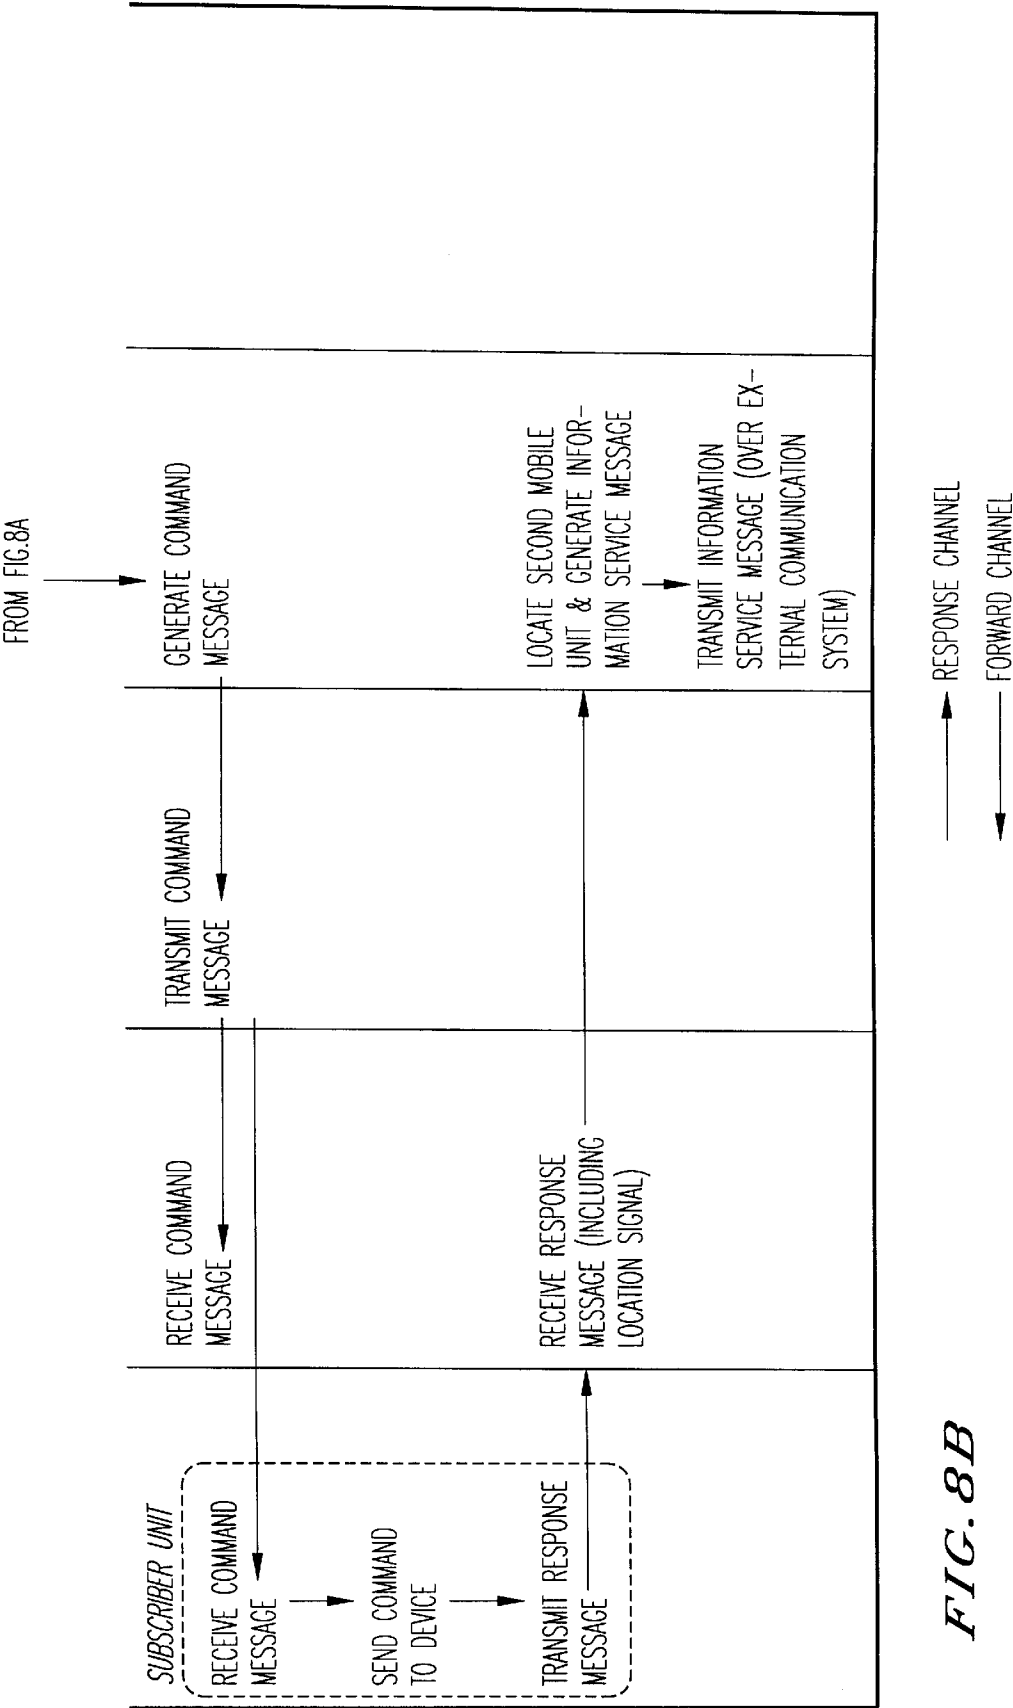 FROM FIG.8A
SUBSCRIBER UNIT
RECEIVE COMMAND
MESSAGE
SEND COMMAND
TO DEVICE
TRANSMIT RESPONSE
MESSAGE
RECEIVE COMMAND
MESSAGE
RECEIVE RESPONSE
MESSAGE (INCLUDING
LOCATION SIGNAL)
TRANSMIT COMMAND
MESSAGE
GENERATE COMMAND
MESSAGE
LOCATE SECOND MOBILE
UNIT & GENERATE INFOR-
MATION SERVICE MESSAGE
TRANSMIT INFORMATION
SERVICE MESSAGE (OVER EX-
TERNAL COMMUNICATION
SYSTEM)
RESPONSE CHANNEL
FORWARD CHANNEL
FIG. 8B